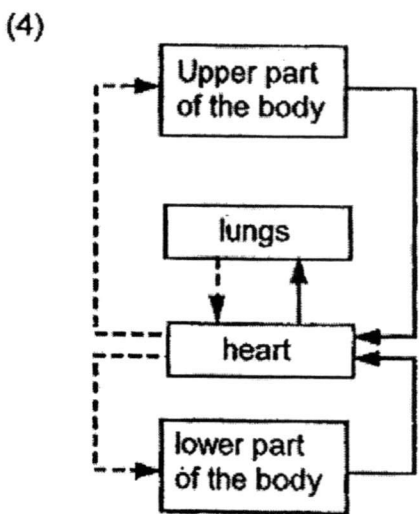 (4)
Upper part
of the body
lungs
heart
lower part
of the body